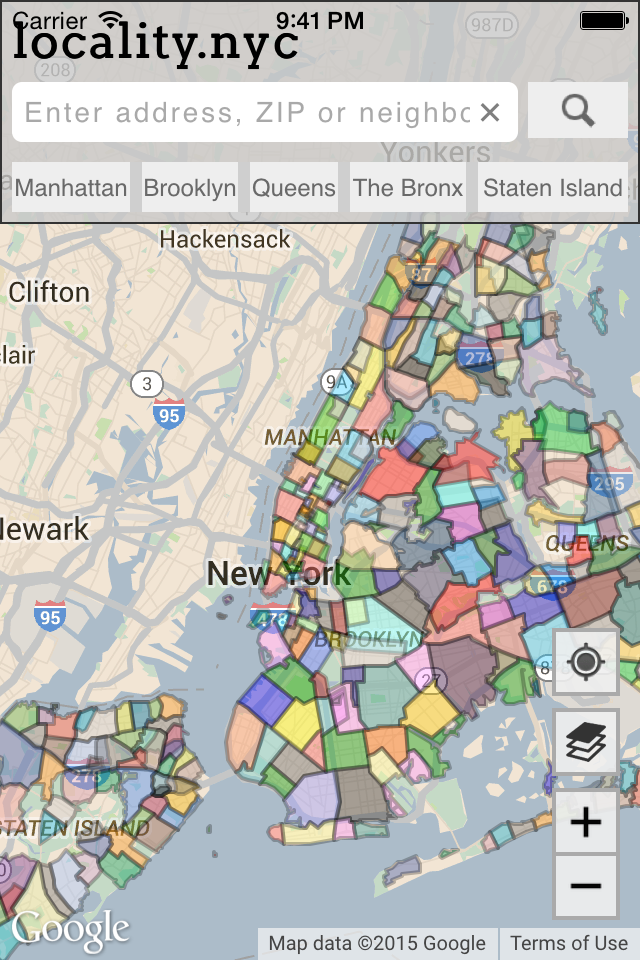 Carrier 9:41 PM
locality.nyc
987D
208
Enter address, ZIP or neighbo ✕
Yonkers
Manhattan Brooklyn Queens The Bronx Staten Island
Hackensack
87
Clifton
lair
278
3
9A
95
MANHATTAN
295
Newark
QUEENS
New York
678
95
478
BROOKLYN
27
278
STATEN ISLAND
+
−
Google
Map data ©2015 Google Terms of Use